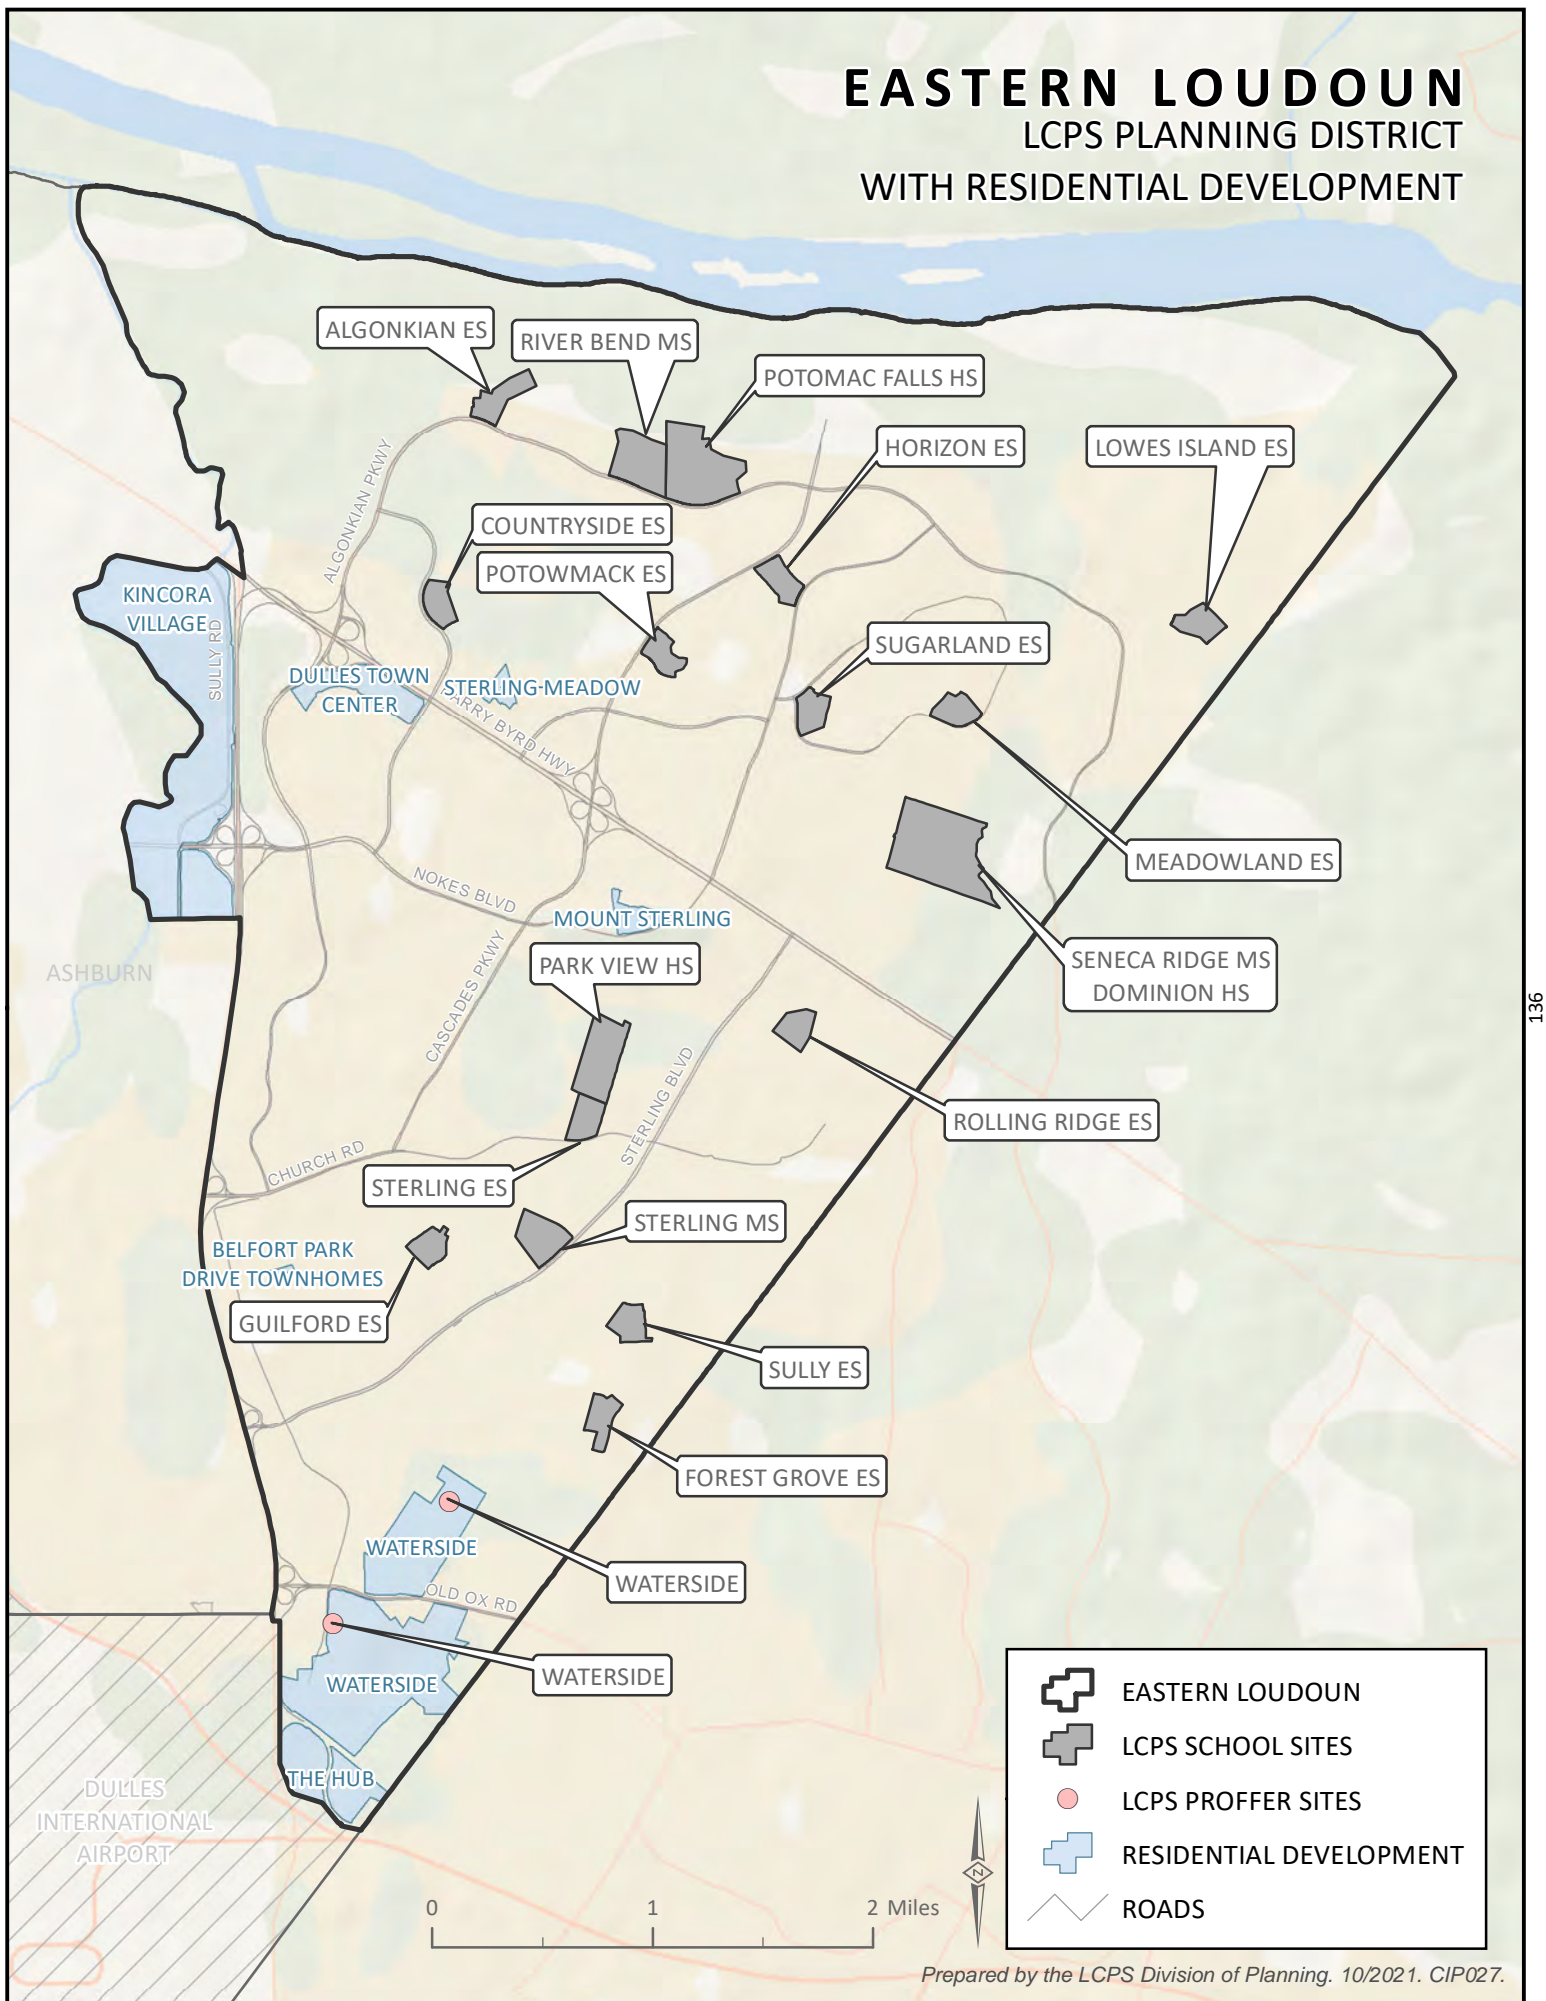 EASTERN LOUDOUN
LCPS PLANNING DISTRICT
WITH RESIDENTIAL DEVELOPMENT
ALGONKIAN ES
RIVER BEND MS
POTOMAC FALLS HS
HORIZON ES
LOWES ISLAND ES
ALGONKIAN PKWY
COUNTRYSIDE ES
POTOWMACK ES
KINCORA
VILLAGE
SULLY RD
SUGARLAND ES
DULLES TOWN
CENTER
STERLING MEADOW
ARRY BYRD HWY
MEADOWLAND ES
NOKES BLVD
MOUNT STERLING
PARK VIEW HS
SENECA RIDGE MS
DOMINION HS
ASHBURN
CASCADES PKWY
136
STERLING BLVD
ROLLING RIDGE ES
CHURCH RD
STERLING ES
STERLING MS
BELFORT PARK
DRIVE TOWNHOMES
GUILFORD ES
SULLY ES
FOREST GROVE ES
WATERSIDE
WATERSIDE
OLD OX RD
WATERSIDE
WATERSIDE
THE HUB
DULLES
INTERNATIONAL
AIRPORT
EASTERN LOUDOUN
LCPS SCHOOL SITES
LCPS PROFFER SITES
RESIDENTIAL DEVELOPMENT
ROADS
N
0 1 2 Miles
Prepared by the LCPS Division of Planning. 10/2021. CIP027.